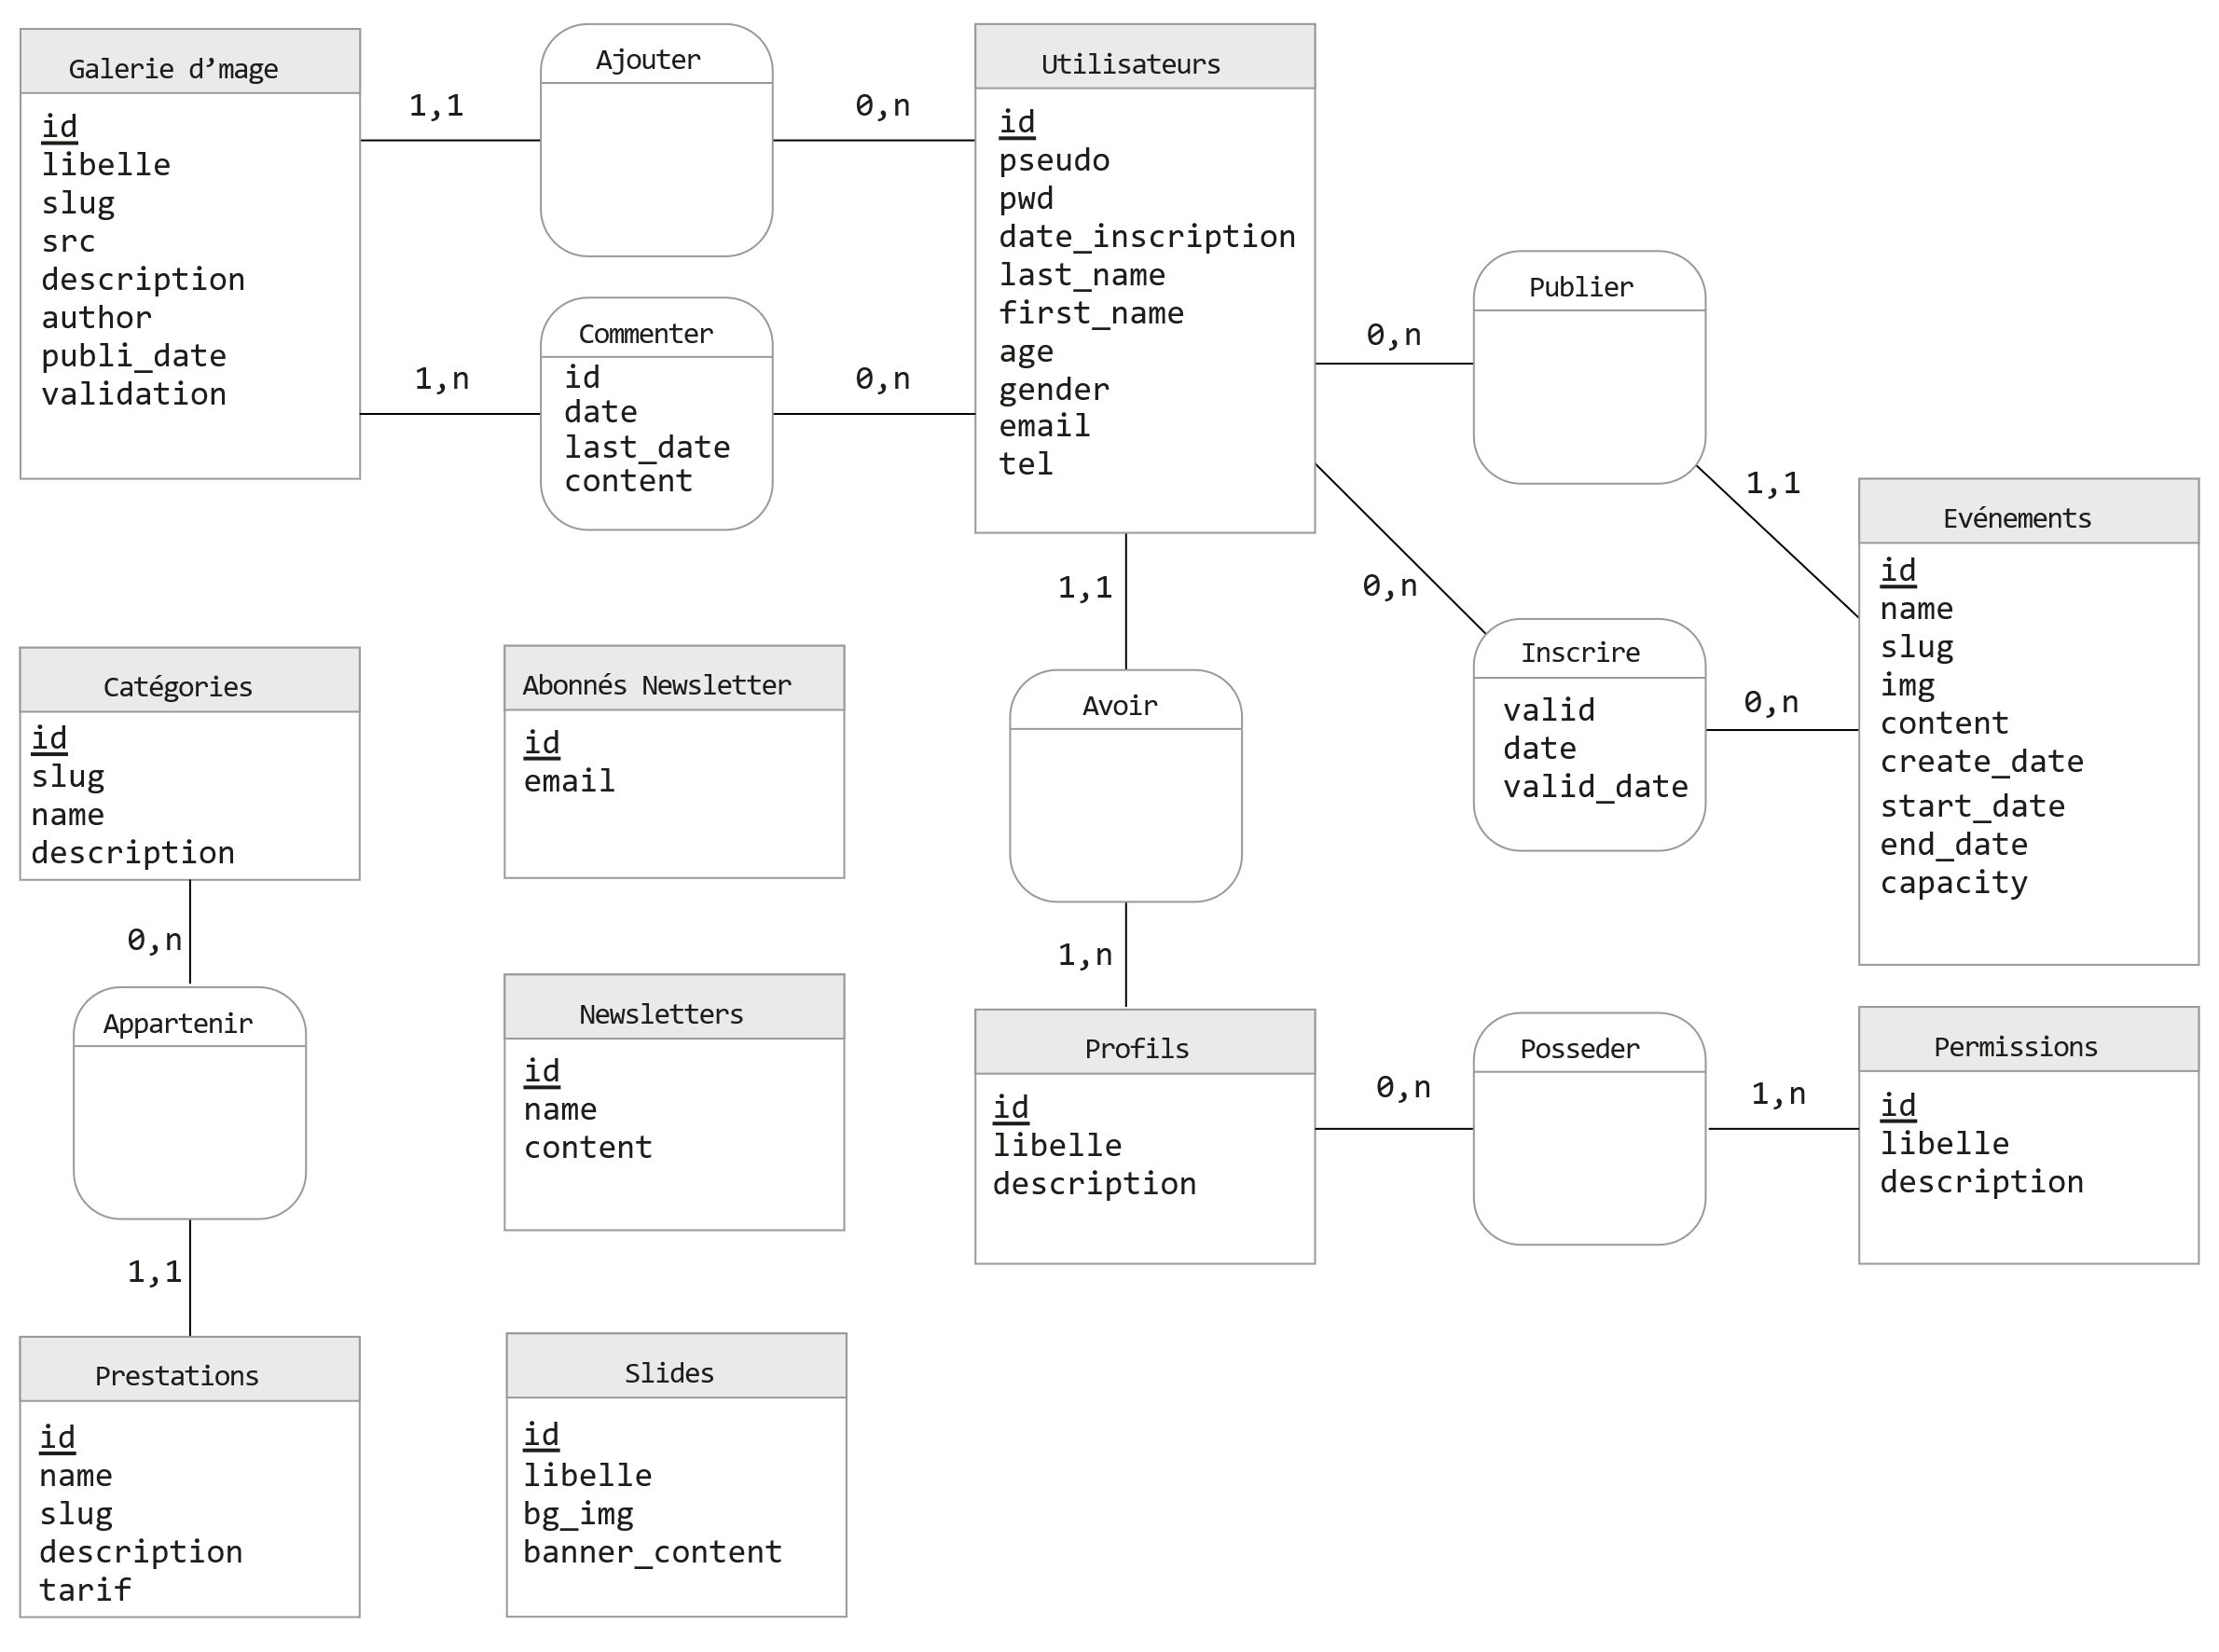 Galerie d’mage
id
libelle
slug
src
description
author
publi_date
validation
1,1
Ajouter
0,n
1,n
Commenter
id
date
last_date
content
0,n
Utilisateurs
id
pseudo
pwd
date_inscription
last_name
first_name
age
gender
email
tel
0,n
Publier
1,1
0,n
Inscrire
valid
date
valid_date
0,n
Evénements
id
name
slug
img
content
create_date
start_date
end_date
capacity
1,1
Avoir
1,n
Catégories
id
slug
name
description
0,n
Appartenir
1,1
Prestations
id
name
slug
description
tarif
Abonnés Newsletter
id
email
Newsletters
id
name
content
Slides
id
libelle
bg_img
banner_content
Profils
id
libelle
description
0,n
Posseder
1,n
Permissions
id
libelle
description